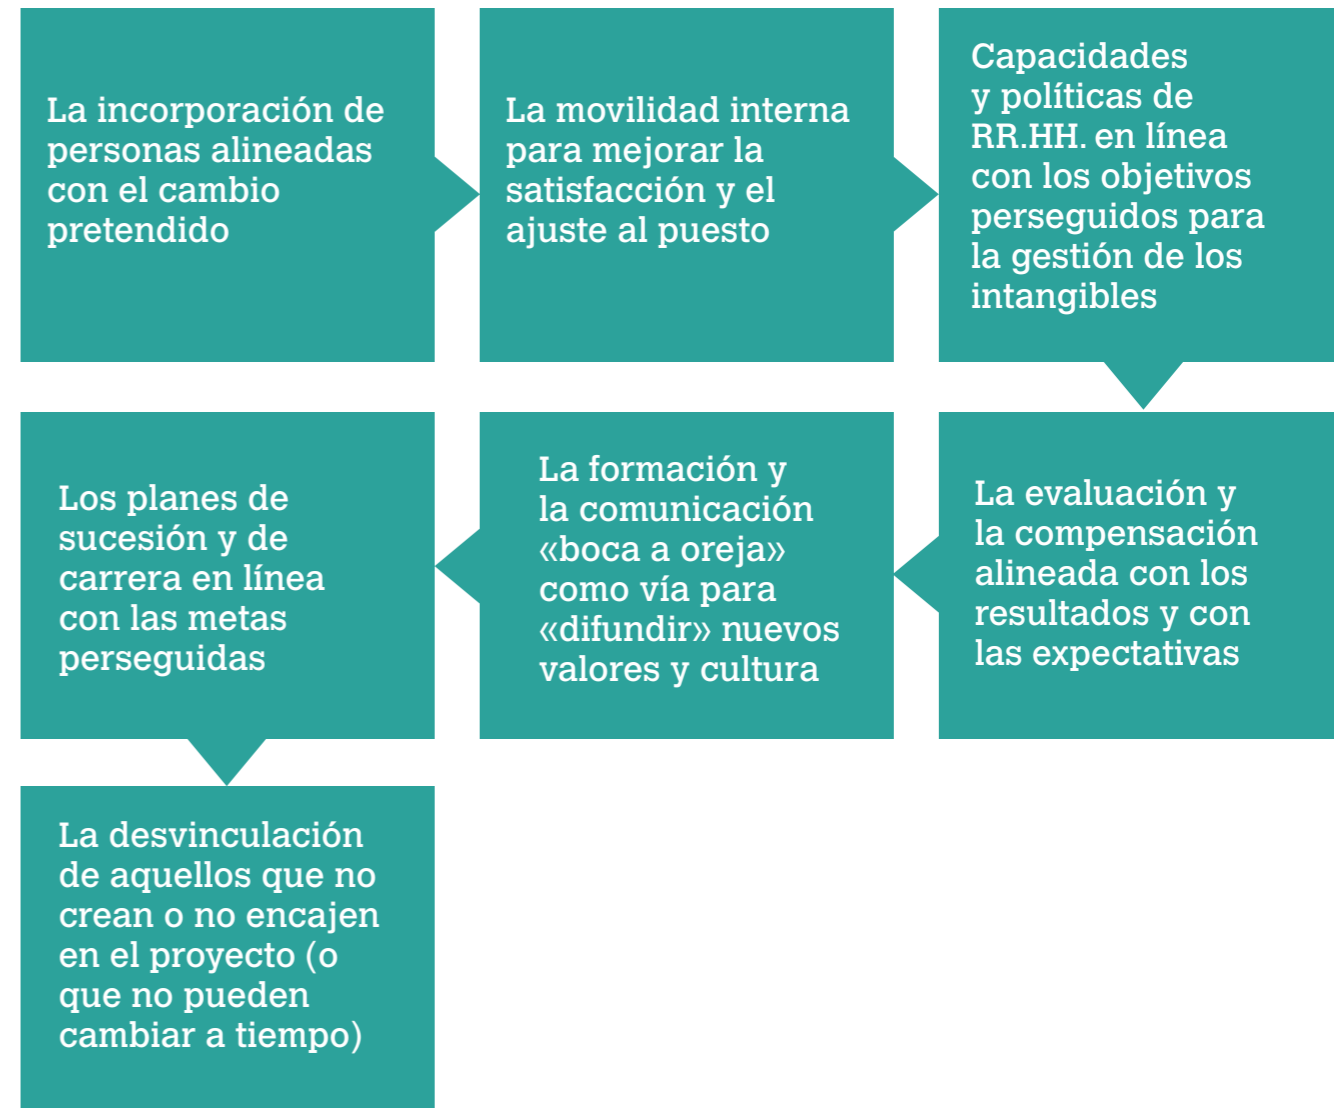 La incorporación de
personas alineadas
con el cambio
pretendido
La movilidad interna
para mejorar la
satisfacción y el
ajuste al puesto
Capacidades
y políticas de
RR.HH. en línea
con los objetivos
perseguidos para
la gestión de los
intangibles
La evaluación y
la compensación
alineada con los
resultados y con
las expectativas
La formación y
la comunicación
«boca a oreja»
como vía para
«difundir» nuevos
valores y cultura
Los planes de
sucesión y de
carrera en línea
con las metas
perseguidas
La desvinculación
de aquellos que no
crean o no encajen
en el proyecto (o
que no pueden
cambiar a tiempo)